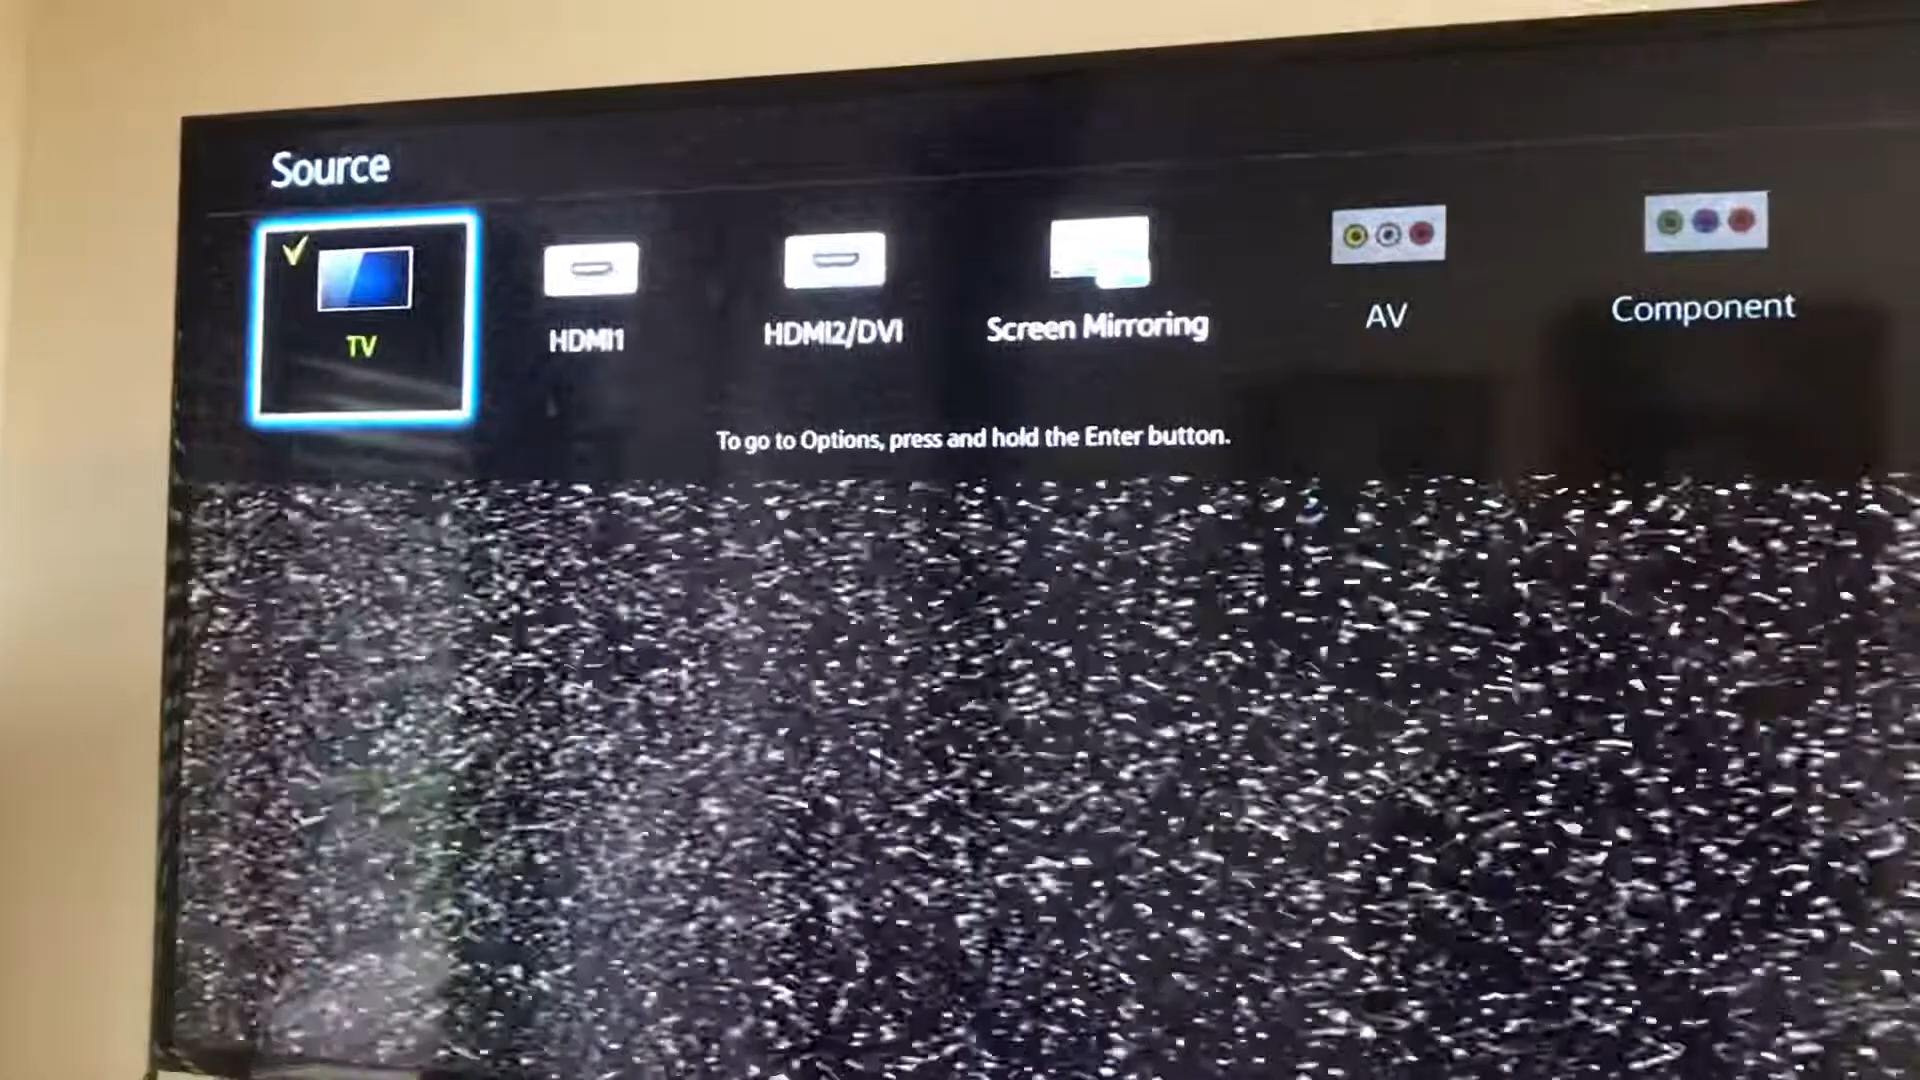 Source
TV
HDMI1
HDMI2/DVI
Screen Mirroring
AV
Component
To go to Options, press and hold the Enter button.